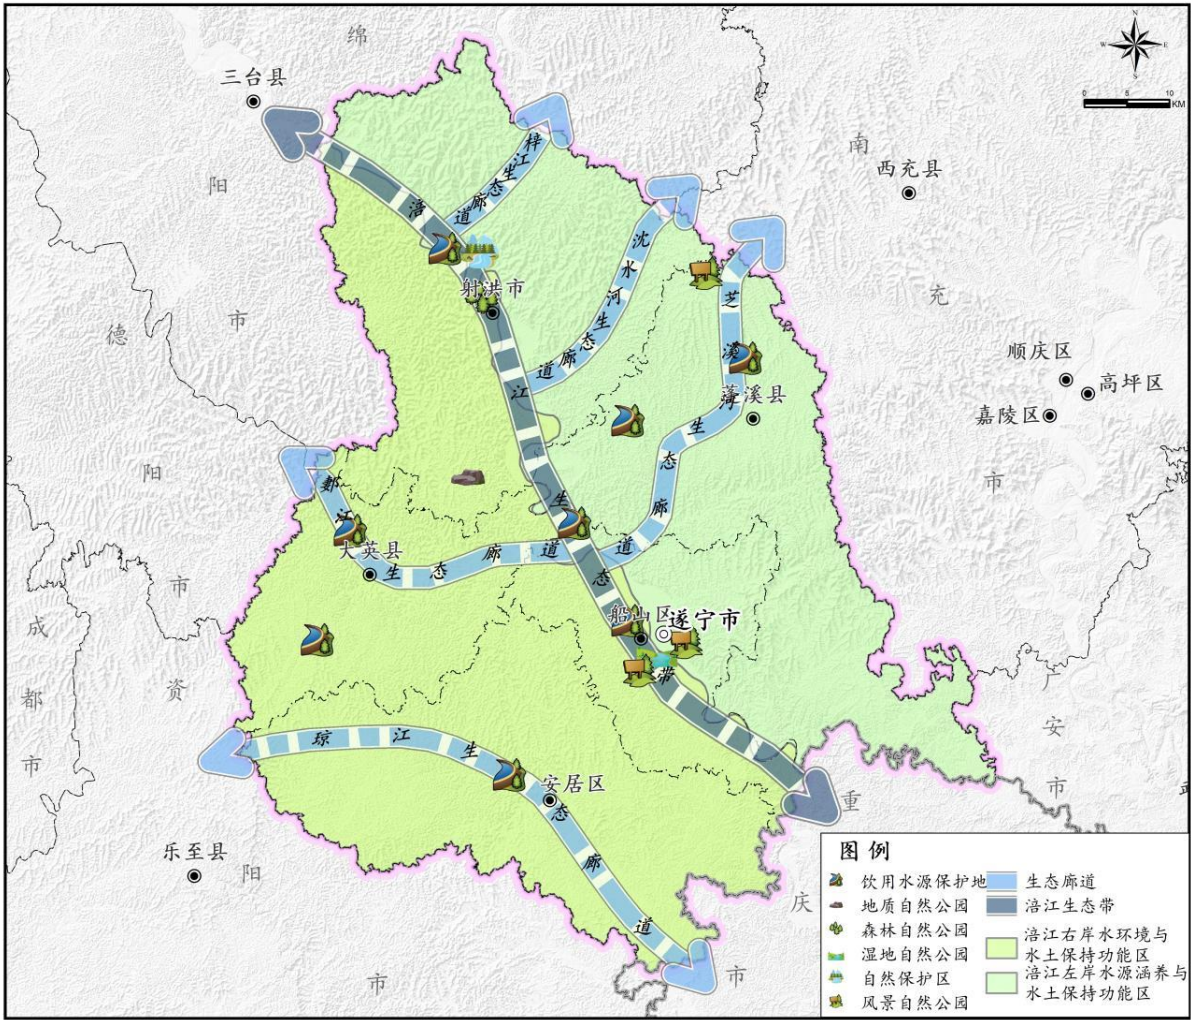 绵
N
W E
S
0 5 10
KM
三台县
南
西充县
阳
梓江生态廊道
沈水河生态廊道
芝溪河生态廊道
涪江生态带
射洪市
充
德
市
顺庆区
高坪区
嘉陵区
蓬溪县
阳
市
郪江生态廊道
大英县
市
成
船山区
遂宁市
都
资
广
安
市
市
琼江生态廊道
安居区
重
乐至县
阳
庆
市
市
图例
饮用水源保护地
地质自然公园
森林自然公园
湿地自然公园
自然保护区
风景自然公园
生态廊道
涪江生态带
涪江右岸水环境与
水土保持功能区
涪江左岸水源涵养与
水土保持功能区